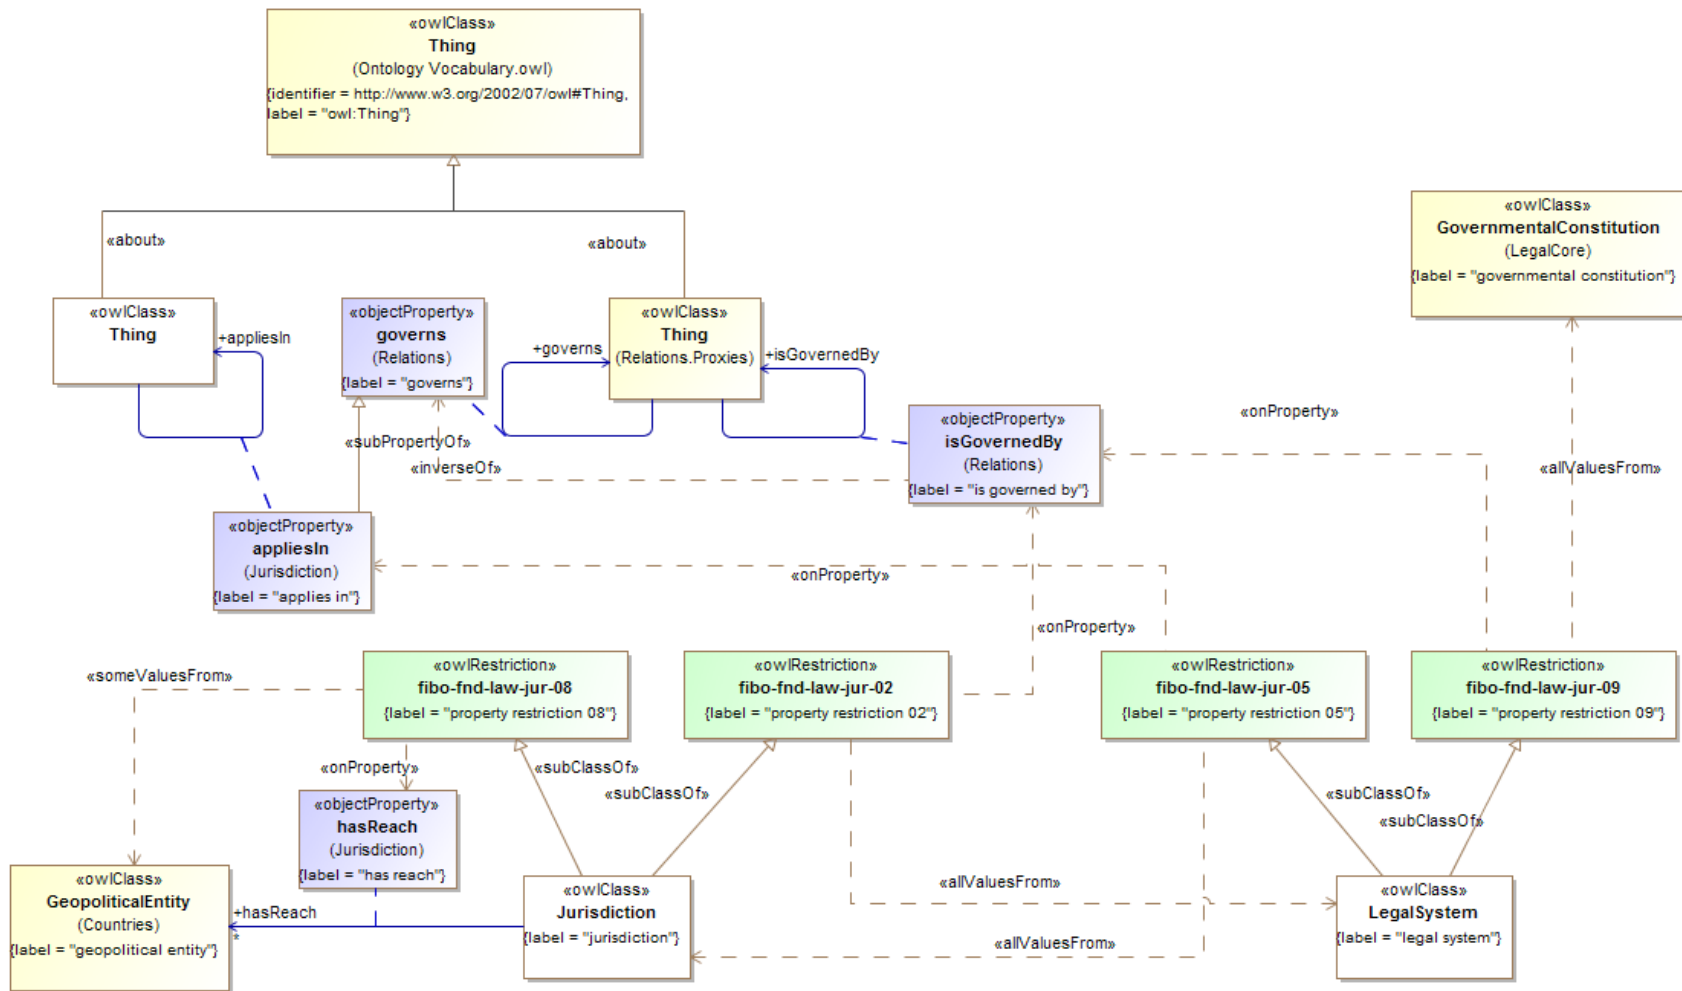 «owlClass»
Thing
(Ontology Vocabulary.owl)
{identifier = http://www.w3.org/2002/07/owl#Thing,
label = "owl:Thing"}
«about»
«about»
«owlClass»
GovernmentalConstitution
(LegalCore)
{label = "governmental constitution"}
«owlClass»
Thing
+appliesIn
«objectProperty»
governs
(Relations)
{label = "governs"}
+governs
«owlClass»
Thing
(Relations.Proxies)
+isGovernedBy
«objectProperty»
isGovernedBy
(Relations)
{label = "is governed by"}
«onProperty»
«subPropertyOf»
«inverseOf»
«allValuesFrom»
«objectProperty»
appliesIn
(Jurisdiction)
{label = "applies in"}
«onProperty»
«onProperty»
«someValuesFrom»
«owlRestriction»
fibo-fnd-law-jur-08
{label = "property restriction 08"}
«owlRestriction»
fibo-fnd-law-jur-02
{label = "property restriction 02"}
«owlRestriction»
fibo-fnd-law-jur-05
{label = "property restriction 05"}
«owlRestriction»
fibo-fnd-law-jur-09
{label = "property restriction 09"}
«onProperty»
«subClassOf»
«subClassOf»
«subClassOf»
«subClassOf»
«objectProperty»
hasReach
(Jurisdiction)
{label = "has reach"}
«owlClass»
GeopoliticalEntity
(Countries)
{label = "geopolitical entity"}
+hasReach
*
«owlClass»
Jurisdiction
{label = "jurisdiction"}
«allValuesFrom»
«allValuesFrom»
«owlClass»
LegalSystem
{label = "legal system"}